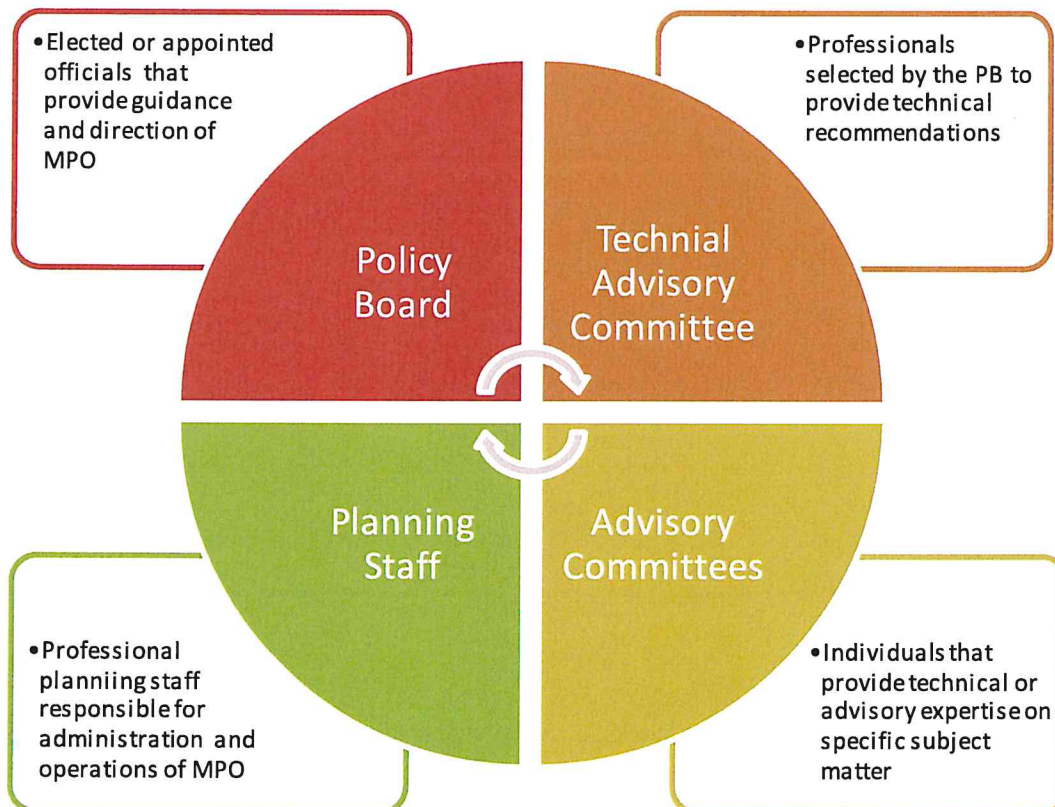 •Elected or appointed
officials that
provide guidance
and direction of
MPO
•Professionals
selected by the PB to
provide technical
recommendations
Policy
Board
Technial
Advisory
Committee
Planning
Staff
Advisory
Committees
•Professional
planniing staff
responsible for
administration and
operations of MPO
•Individuals that
provide technical or
advisory expertise on
specific subject
matter